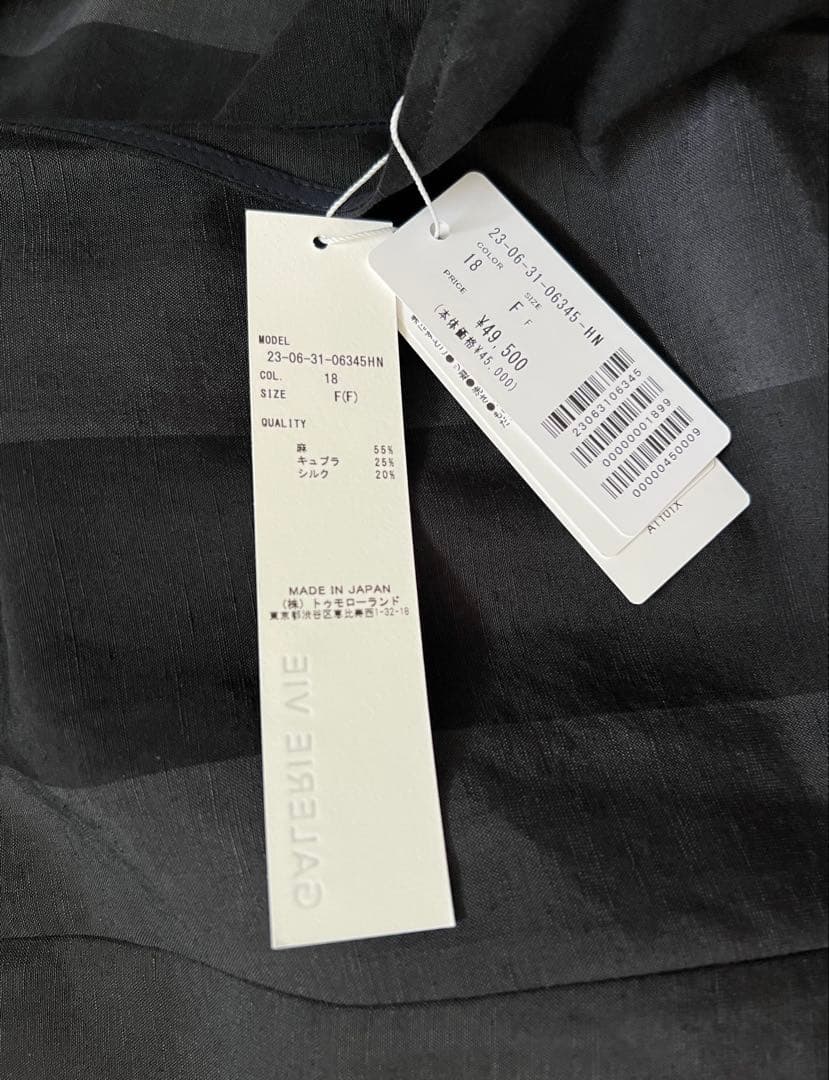 MODEL
23-06-31-06345HN
COL. 18
SIZE F(F)
QUALITY
麻 55%
キュプラ 25%
シルク 20%
MADE IN JAPAN
(株) トゥモローランド
東京都渋谷区恵比寿西1-32-18
GALERIE VIE
23-06-31-06345-HN
COLOR SIZE
18 F F
PRICE
¥49,500
(本体価格¥45,000)
23063106345
00000001899
00000450009
A1101X